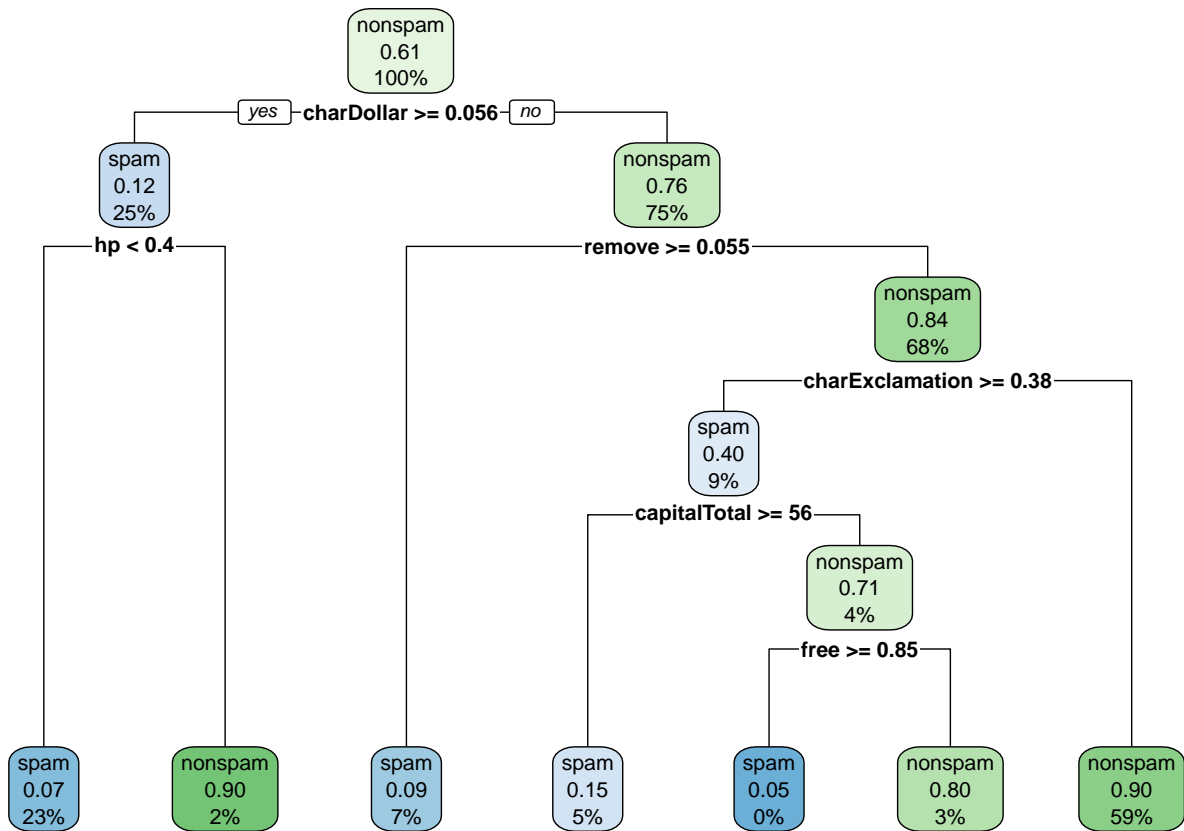 nonspam
0.61
100%
yes charDollar >= 0.056 no
spam
0.12
25%
nonspam
0.76
75%
hp < 0.4
remove >= 0.055
nonspam
0.84
68%
charExclamation >= 0.38
spam
0.40
9%
capitalTotal >= 56
nonspam
0.71
4%
free >= 0.85
spam
0.07
23%
nonspam
0.90
2%
spam
0.09
7%
spam
0.15
5%
spam
0.05
0%
nonspam
0.80
3%
nonspam
0.90
59%